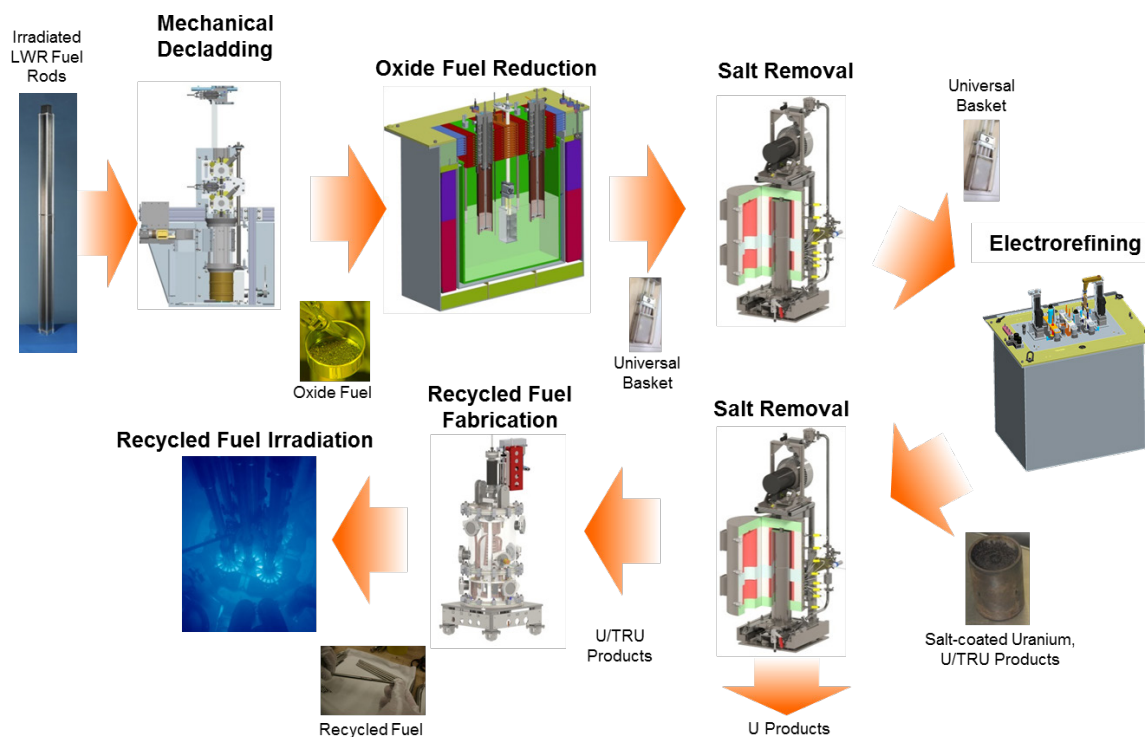 Irradiated
LWR Fuel
Rods
Mechanical
Decladding
Oxide Fuel Reduction
Salt Removal
Universal
Basket
Electrorefining
Oxide Fuel
Universal
Basket
Recycled Fuel Irradiation
Recycled Fuel
Fabrication
Salt Removal
Salt-coated Uranium,
U/TRU Products
U/TRU
Products
Recycled Fuel
U Products